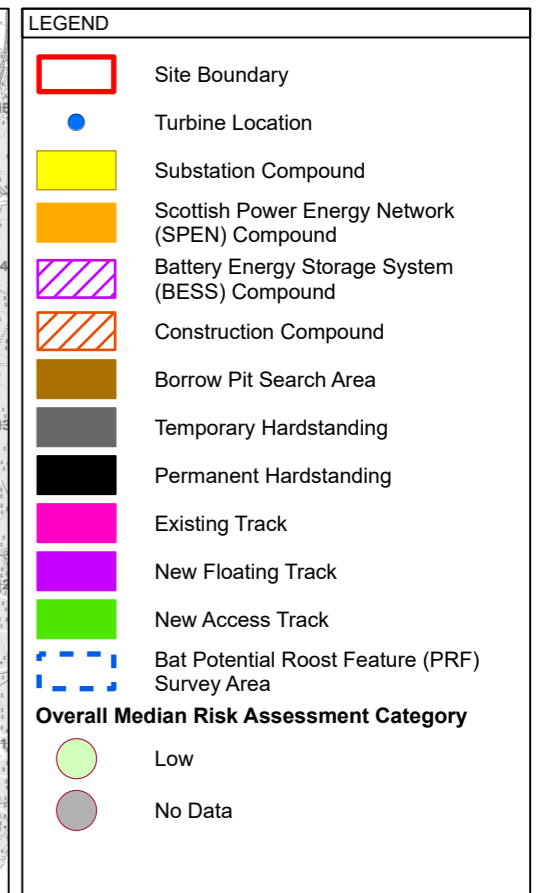 LEGEND
Site Boundary
Turbine Location
Substation Compound
Scottish Power Energy Network
(SPEN) Compound
Battery Energy Storage System
(BESS) Compound
Construction Compound
Borrow Pit Search Area
Temporary Hardstanding
Permanent Hardstanding
Existing Track
New Floating Track
New Access Track
Bat Potential Roost Feature (PRF)
Survey Area
Overall Median Risk Assessment Category
Low
No Data